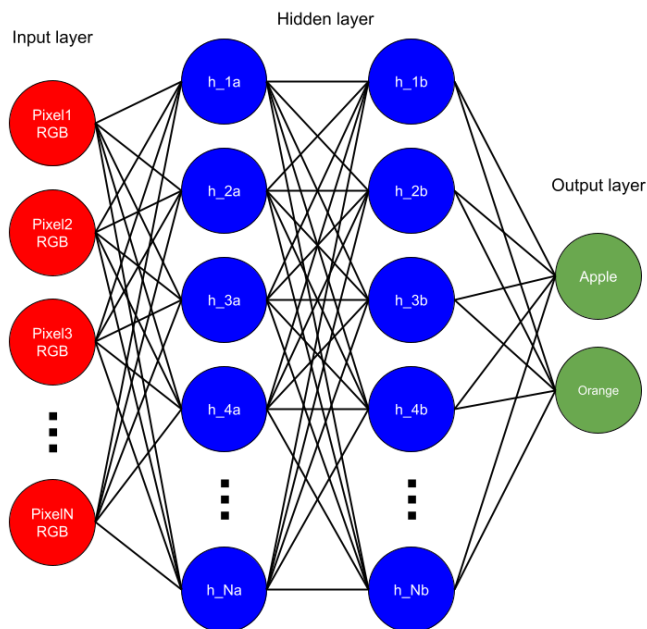 Hidden layer
Input layer
Pixel1
RGB
Pixel2
RGB
Pixel3
RGB
PixelN
RGB
h_1a
h_2a
h_3a
h_4a
h_Na
h_1b
h_2b
h_3b
h_4b
h_Nb
Output layer
Apple
Orange